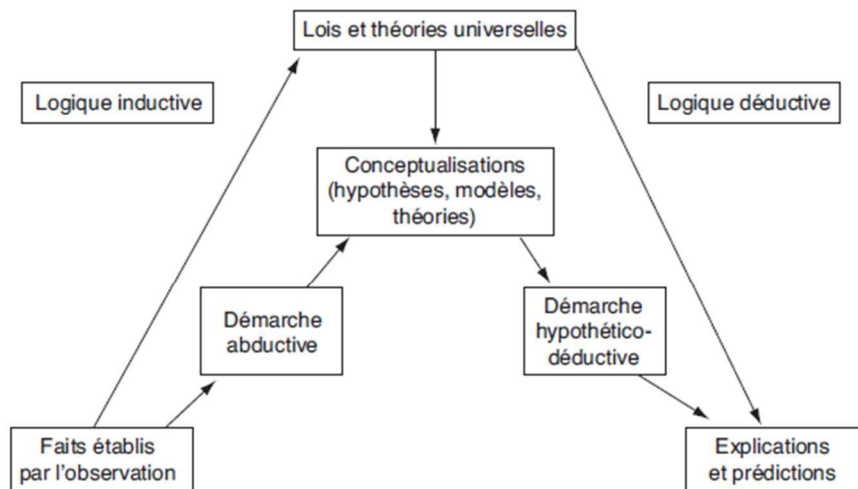 Lois et théories universelles
Logique inductive
Logique déductive
Conceptualisations
(hypothèses, modèles,
théories)
Démarche
abductive
Démarche
hypothético-
déductive
Faits établis
par l'observation
Explications
et prédictions